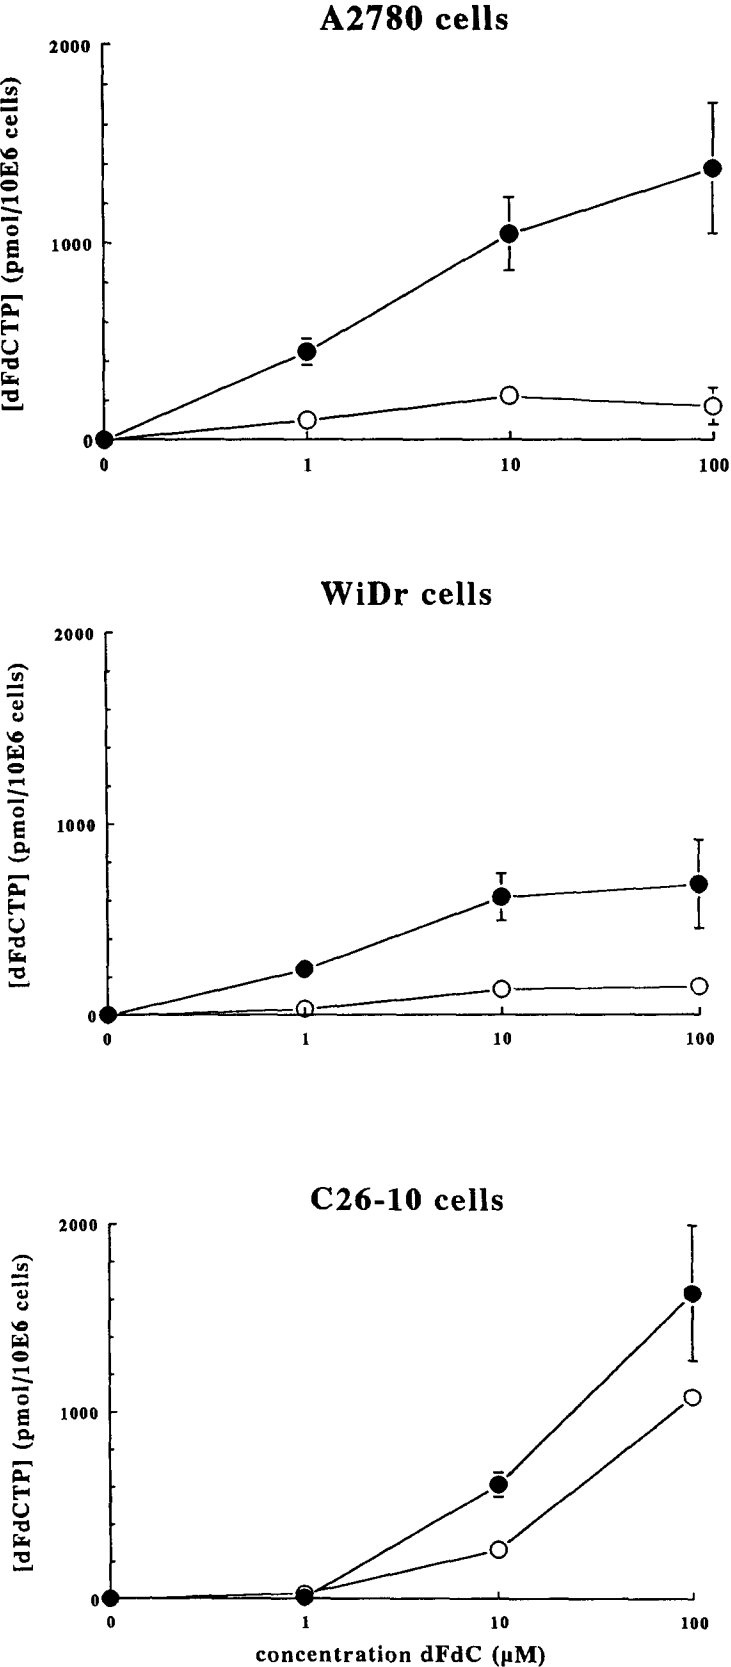 A2780 cells
[dFdCTP] (pmol/10E6 cells)
2000
1000
0
0 1 10 100
WiDr cells
[dFdCTP] (pmol/10E6 cells)
2000
1000
0
0 1 10 100
C26-10 cells
[dFdCTP] (pmol/10E6 cells)
2000
1000
0
0 1 10 100
concentration dFdC (μM)